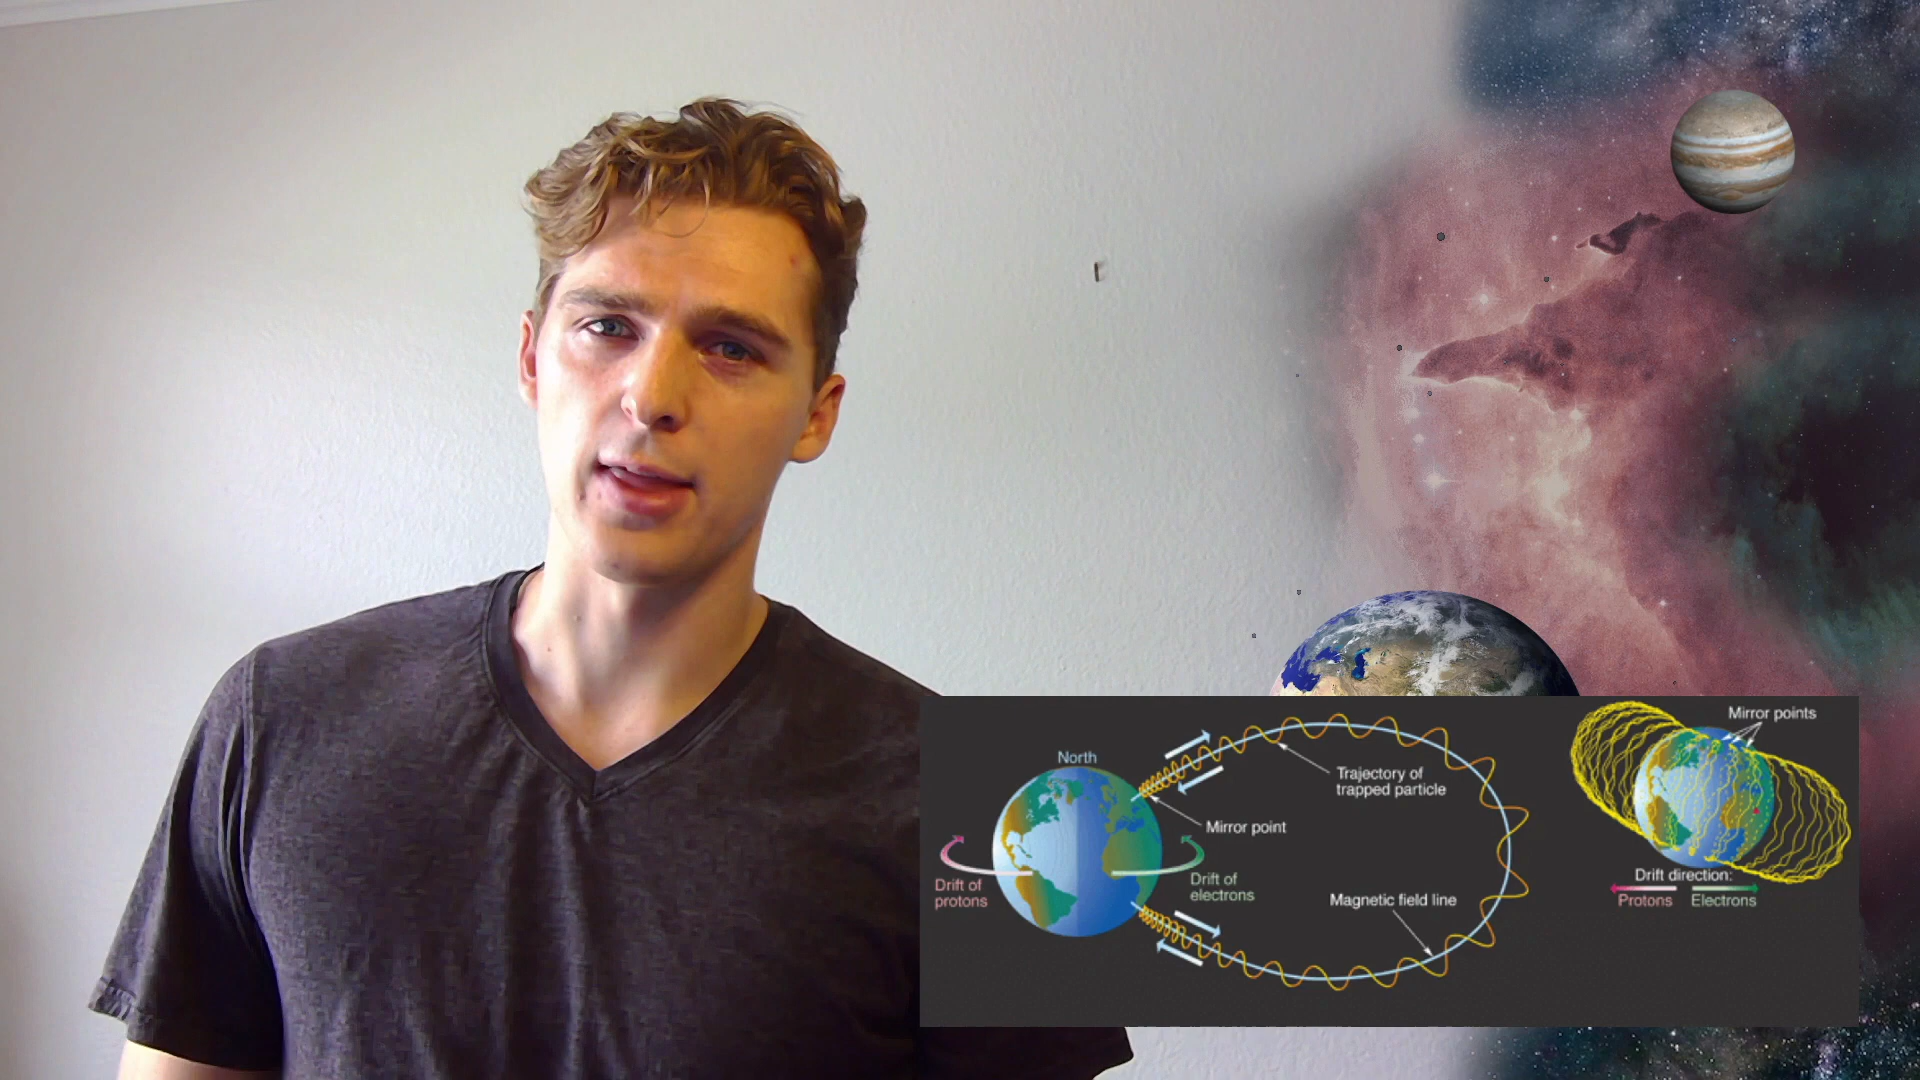 North
Trajectory of
trapped particle
Mirror point
Drift of
protons
Drift of
electrons
Magnetic field line
Mirror points
Drift direction:
Protons Electrons